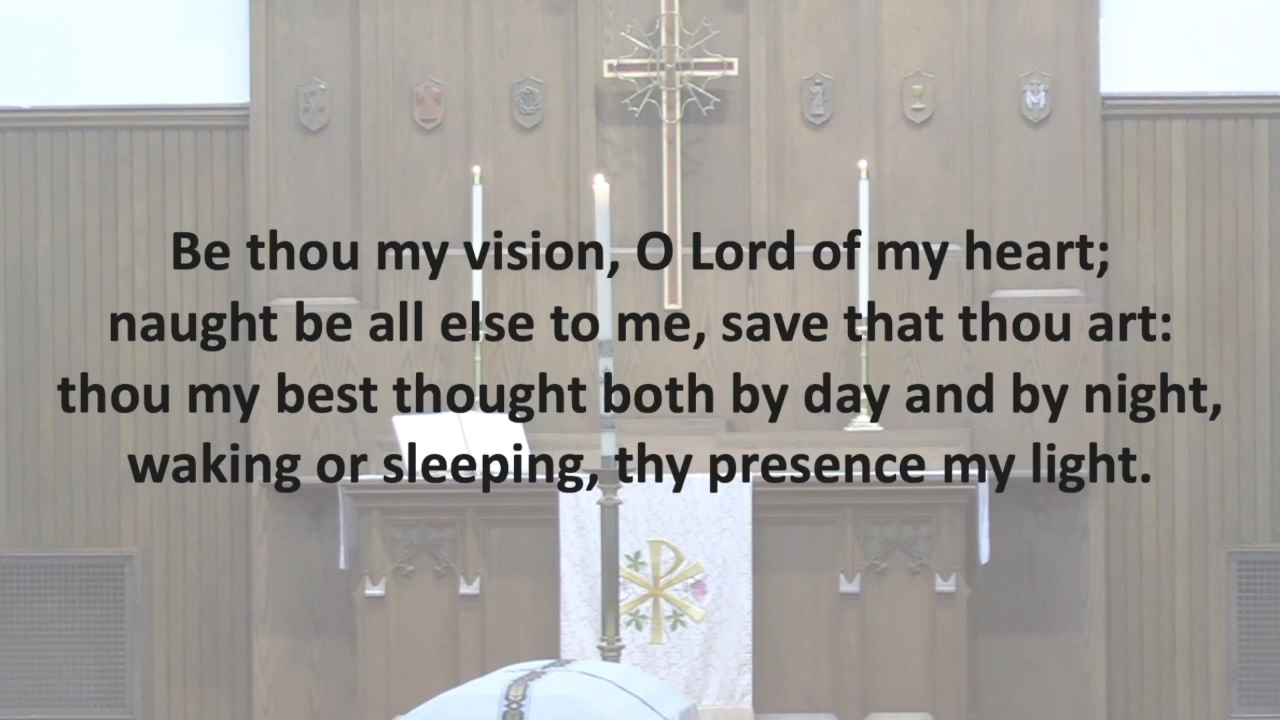 Be thou my vision, O Lord of my heart;
naught be all else to me, save that thou art:
thou my best thought both by day and by night,
waking or sleeping, thy presence my light.